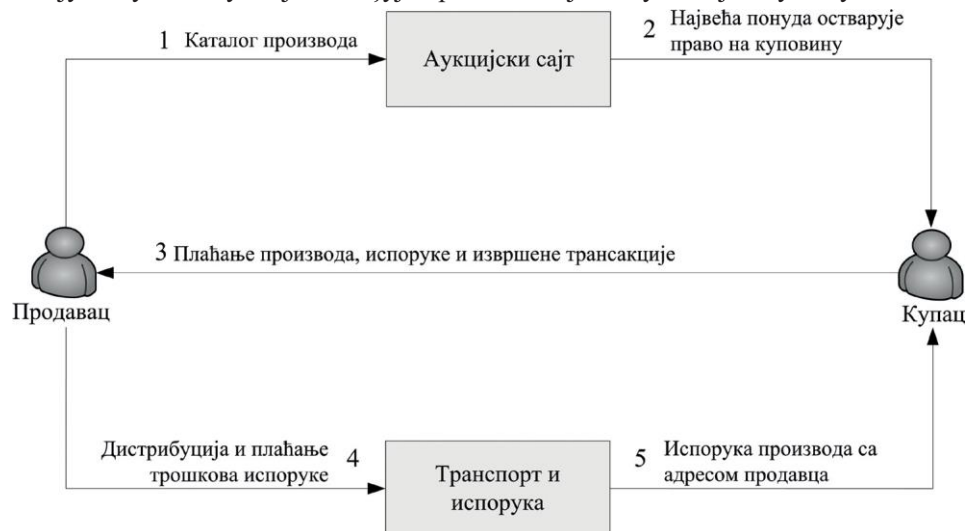 1 Каталог производа
Аукцијски сајт
2 Највећа понуда остварује
право на куповину
3 Плаћање производа, испоруке и извршене трансакције
Продавац
Купац
Дистрибуција и плаћање 4
трошкова испоруке
Транспорт и
испорука
5 Испорука производа са
адресом продавца